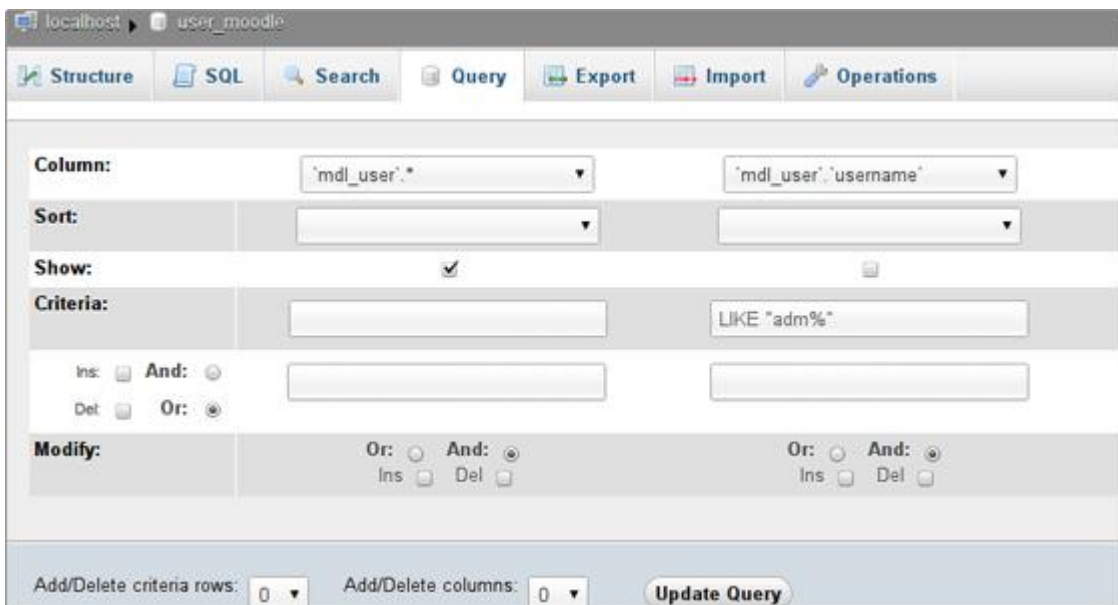 localhost ▸ user_moodle
Structure SQL Search Query Export Import Operations
Column: `mdl_user`.* `mdl_user`.`username`
Sort:
Show:
Criteria: LIKE "adm%"
Ins: And:
Del: Or:
Modify: Or: And: Or: And:
Ins Del Ins Del
Add/Delete criteria rows: 0 Add/Delete columns: 0 Update Query